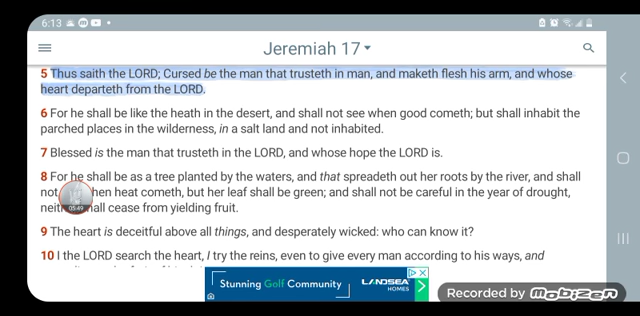 6:13
Jeremiah 17
5 Thus saith the LORD; Cursed be the man that trusteth in man, and maketh flesh his arm, and whose
heart departeth from the LORD.
6 For he shall be like the heath in the desert, and shall not see when good cometh; but shall inhabit the
parched places in the wilderness, in a salt land and not inhabited.
7 Blessed is the man that trusteth in the LORD, and whose hope the LORD is.
8 For he shall be as a tree planted by the waters, and that spreadeth out her roots by the river, and shall
not hen heat cometh, but her leaf shall be green; and shall not be careful in the year of drought,
05:49
neith hall cease from yielding fruit.
9 The heart is deceitful above all things, and desperately wicked: who can know it?
10 I the LORD search the heart, I try the reins, even to give every man according to his ways, and
Stunning Golf Community
LANDSEA
HOMES
Recorded by Mobizen